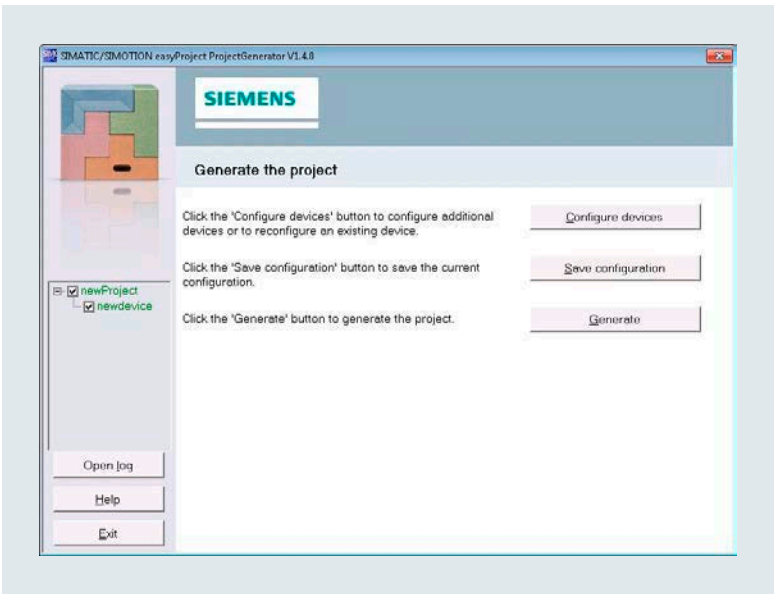 SIMATIC/SIMOTION easyProject ProjectGenerator V1.4.0
SIEMENS
Generate the project
Click the 'Configure devices' button to configure additional
devices or to reconfigure an existing device.
Configure devices
Click the 'Save configuration' button to save the current
configuration.
Save configuration
Click the 'Generate' button to generate the project.
Generate
newProject
newdevice
Open log
Help
Exit